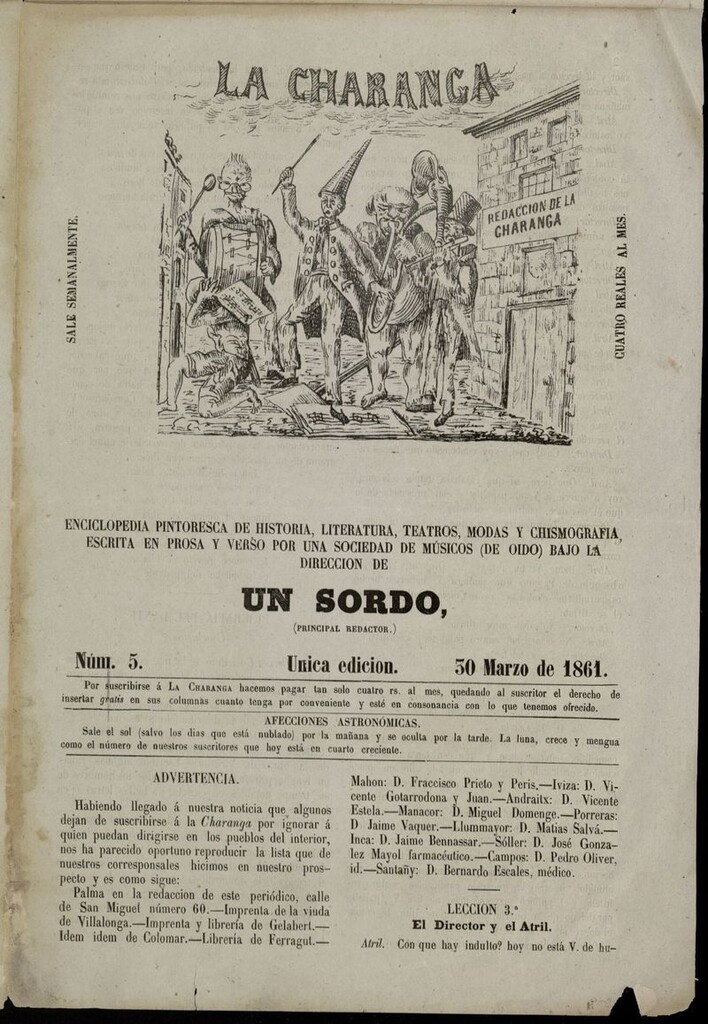 LA CHARANGA
REDACCION DE LA
CHARANGA
SALE SEMANALMENTE.
CUATRO REALES AL MES.
ENCICLOPEDIA PINTORESCA DE HISTORIA, LITERATURA, TEATROS, MODAS Y CHISMOGRAFIA,
ESCRITA EN PROSA Y VERSO POR UNA SOCIEDAD DE MÚSICOS (DE OIDO) BAJO LA
DIRECCION DE
UN SORDO,
(PRINCIPAL REDACTOR.)
Núm. 5. Unica edicion. 30 Marzo de 1861.
Por suscribirse á LA CHARANGA hacemos pagar tan solo cuatro rs. al mes, quedando al suscritor el derecho de
insertar gratis en sus columnas cuanto tenga por conveniente y esté en consonancia con lo que tenemos ofrecido.
AFECCIONES ASTRONÓMICAS.
Sale el sol (salvo los dias que está nublado) por la mañana y se oculta por la tarde. La luna, crece y mengua
como el número de nuestros suscritores que hoy está en cuarto creciente.
ADVERTENCIA.
Habiendo llegado á nuestra noticia que algunos
dejan de suscribirse á la Charanga por ignorar á
quien puedan dirigirse en los pueblos del interior,
nos ha parecido oportuno reproducir la lista que de
nuestros corresponsales hicimos en nuestro pros-
pecto y es como sigue:
Palma en la redaccion de este periódico, calle
de San Miguel número 60.—Imprenta de la viuda
de Villalonga.—Imprenta y librería de Gelabert.—
Idem idem de Colomar.—Librería de Ferragut.—
Mahon: D. Fraccisco Prieto y Peris.—Iviza: D. Vi-
cente Gotarrodona y Juan.—Andraitx: D. Vicente
Estela.—Manacor: D. Miguel Domenge.—Porreras:
D Jaime Vaquer.—Llummayor: D. Matias Salvá.—
Inca: D. Jaime Bennassar.—Sóller: D. José Gonza-
lez Mayol farmacéutico.—Campos: D. Pedro Oliver,
id.—Santañy: D. Bernardo Escales, médico.
LECCION 3.ª
El Director y el Atril.
Atril. Con que hay indulto? hoy no está V. de hu-